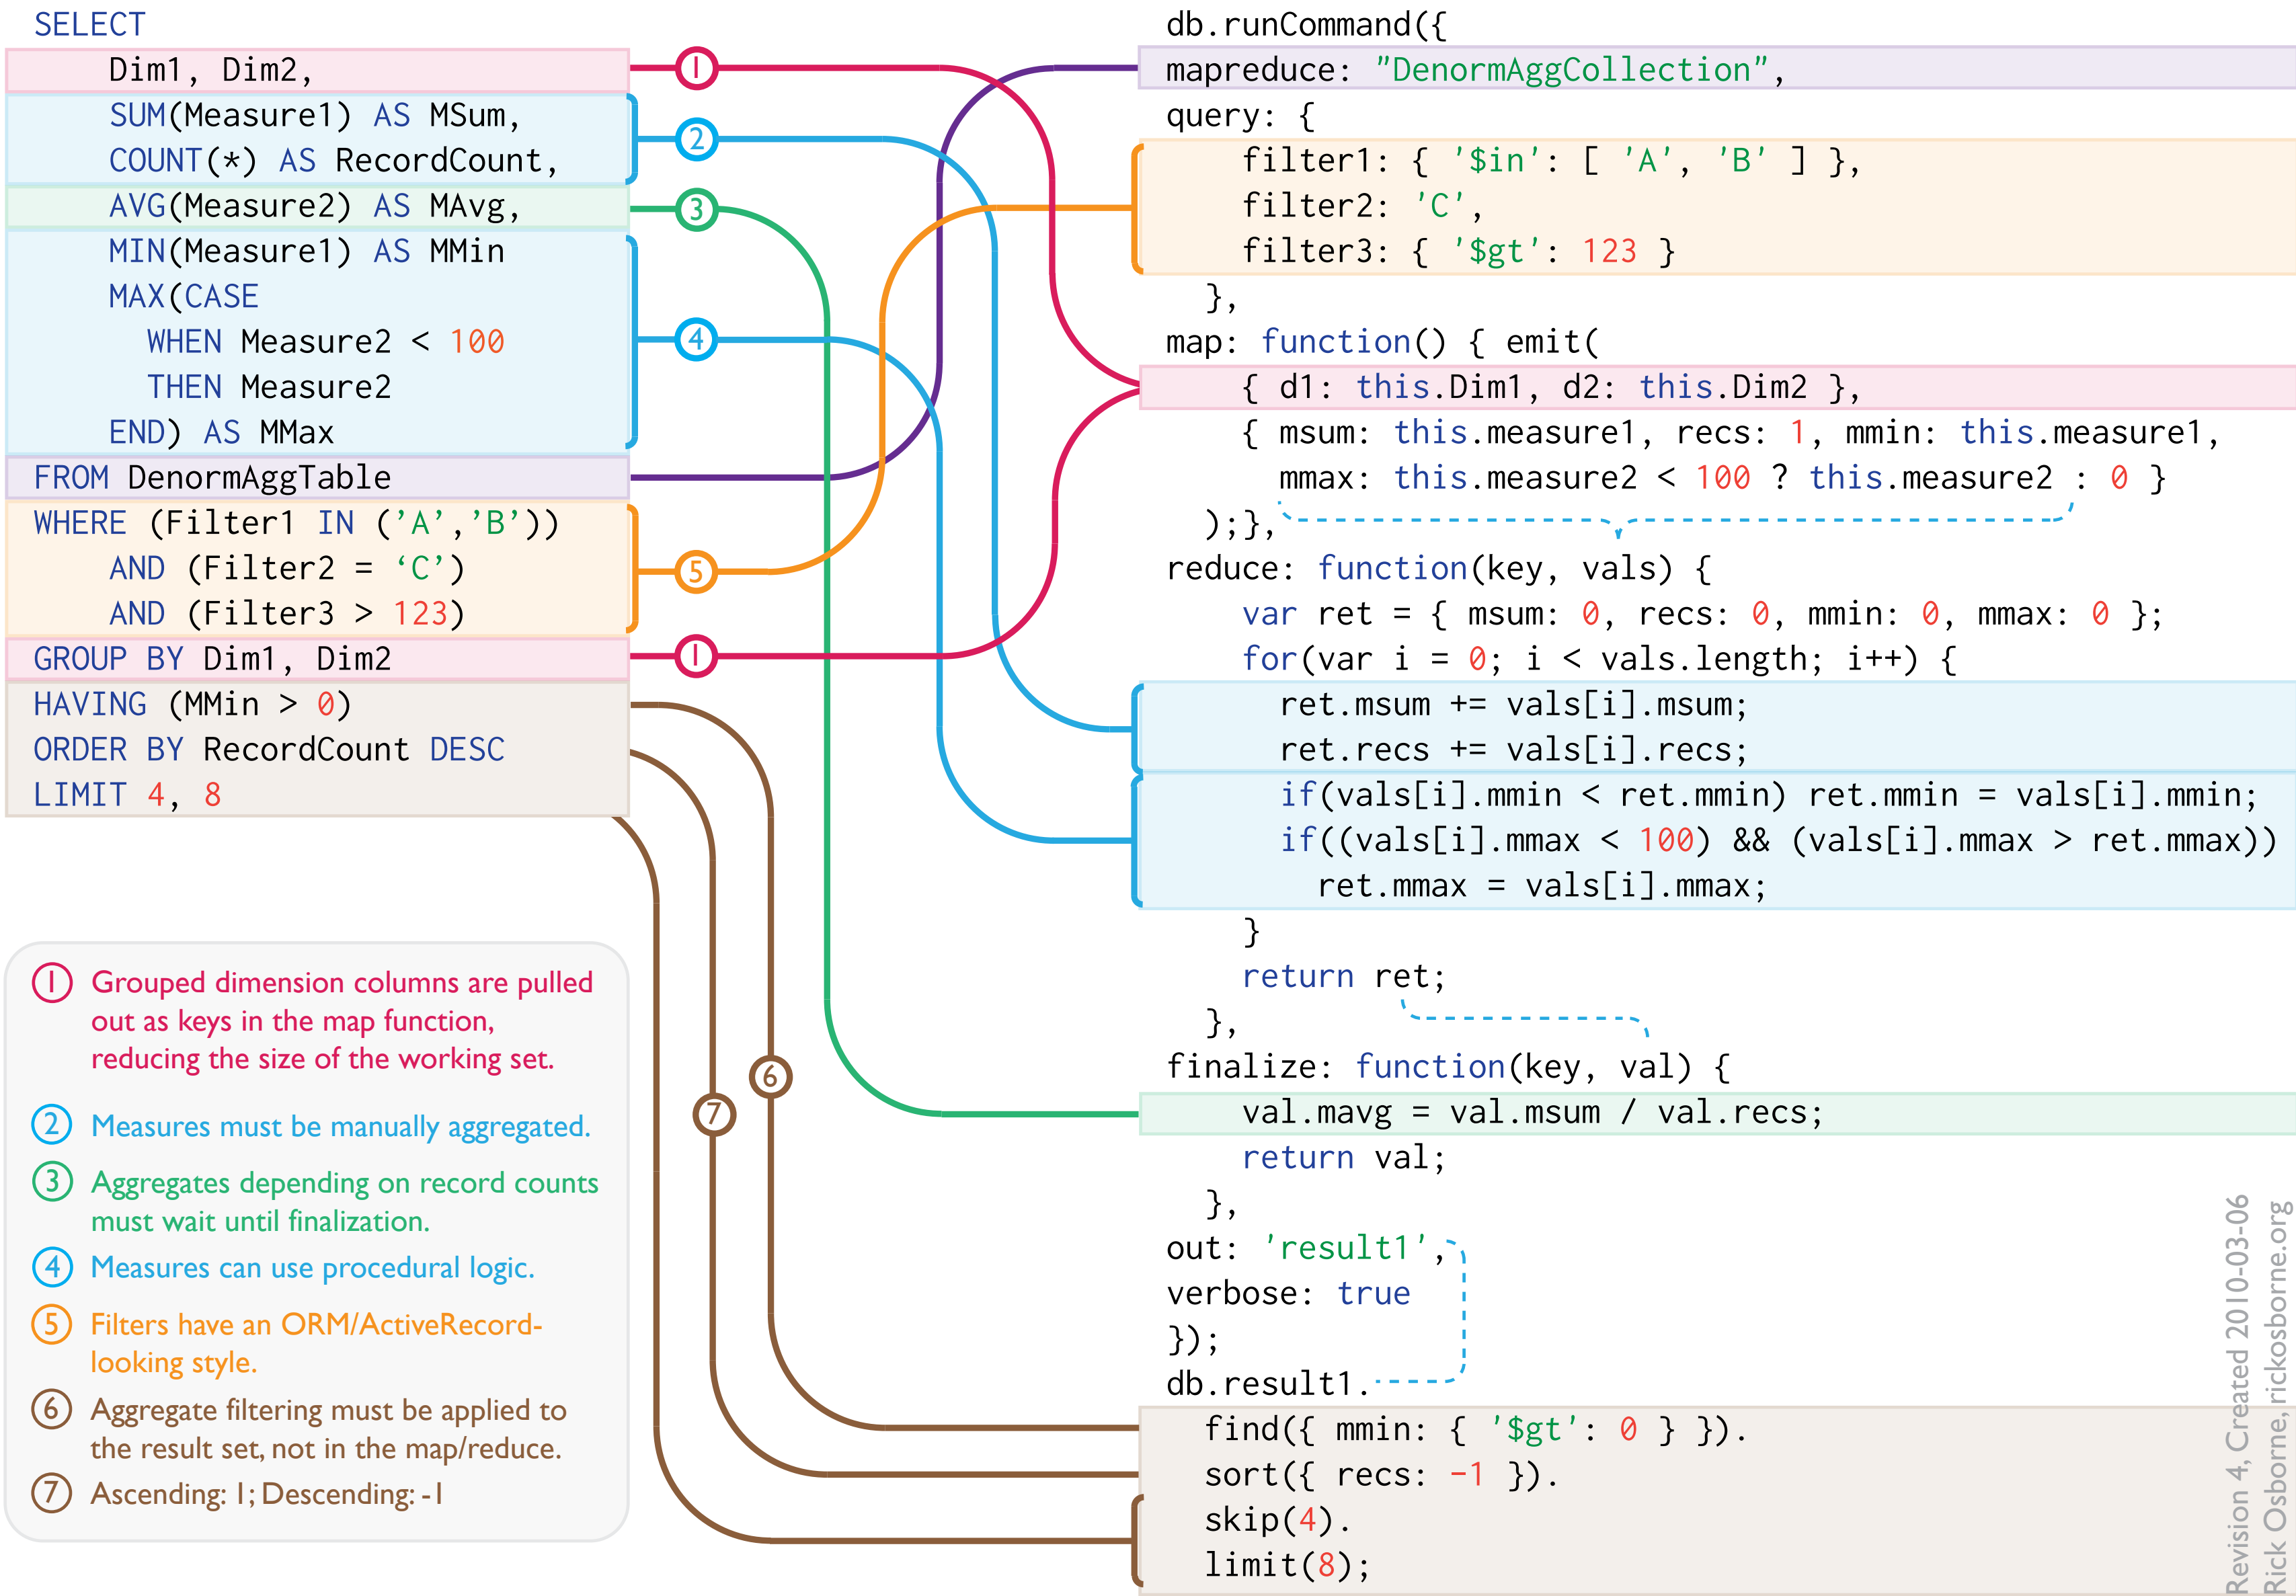 SELECT
Dim1, Dim2,
SUM(Measure1) AS MSum,
COUNT(*) AS RecordCount,
AVG(Measure2) AS MAvg,
MIN(Measure1) AS MMin
MAX(CASE
WHEN Measure2 < 100
THEN Measure2
END) AS MMax
FROM DenormAggTable
WHERE (Filter1 IN (’A’,’B’))
AND (Filter2 = ‘C’)
AND (Filter3 > 123)
GROUP BY Dim1, Dim2
HAVING (MMin > 0)
ORDER BY RecordCount DESC
LIMIT 4, 8
1
2
3
4
5
1
6
7
1 Grouped dimension columns are pulled
out as keys in the map function,
reducing the size of the working set.
2 Measures must be manually aggregated.
3 Aggregates depending on record counts
must wait until finalization.
4 Measures can use procedural logic.
5 Filters have an ORM/ActiveRecord-
looking style.
6 Aggregate filtering must be applied to
the result set, not in the map/reduce.
7 Ascending: 1; Descending: -1
db.runCommand({
mapreduce: "DenormAggCollection",
query: {
filter1: { '$in': [ 'A', 'B' ] },
filter2: 'C',
filter3: { '$gt': 123 }
},
map: function() { emit(
{ d1: this.Dim1, d2: this.Dim2 },
{ msum: this.measure1, recs: 1, mmin: this.measure1,
mmax: this.measure2 < 100 ? this.measure2 : 0 }
);},
reduce: function(key, vals) {
var ret = { msum: 0, recs: 0, mmin: 0, mmax: 0 };
for(var i = 0; i < vals.length; i++) {
ret.msum += vals[i].msum;
ret.recs += vals[i].recs;
if(vals[i].mmin < ret.mmin) ret.mmin = vals[i].mmin;
if((vals[i].mmax < 100) && (vals[i].mmax > ret.mmax))
ret.mmax = vals[i].mmax;
}
return ret;
},
finalize: function(key, val) {
val.mavg = val.msum / val.recs;
return val;
},
out: 'result1',
verbose: true
});
db.result1.
find({ mmin: { '$gt': 0 } }).
sort({ recs: -1 }).
skip(4).
limit(8);
Revision 4, Created 2010-03-06
Rick Osborne, rickosborne.org